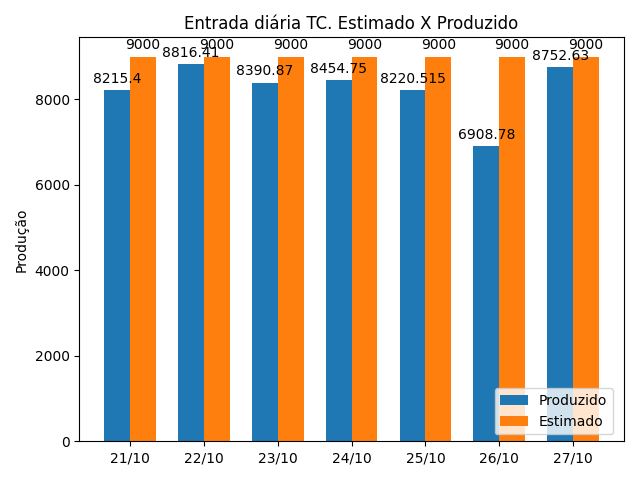 Entrada diária TC. Estimado X Produzido
9000 9000 9000 9000 9000 9000 9000
8215.4 8816.41 8390.87 8454.75 8220.515 6908.78 8752.63
Produção
8000
6000
4000
2000
0
Produzido
Estimado
21/10 22/10 23/10 24/10 25/10 26/10 27/10